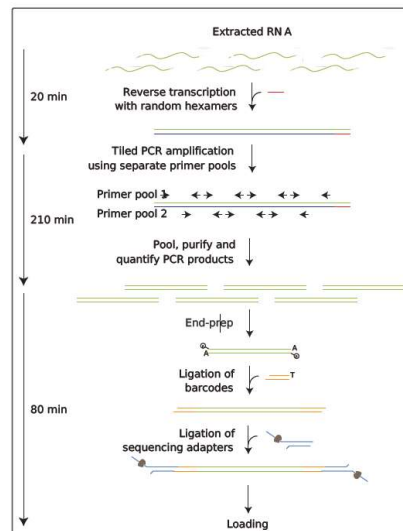 Extracted RNA
20 min
Reverse transcription
with random hexamers
Tiled PCR amplification
using separate primer pools
Primer pool 1
Primer pool 2
210 min
Pool, purify and
quantify PCR products
End-prep
A
A
Ligation of
barcodes
T
80 min
Ligation of
sequencing adapters
Loading